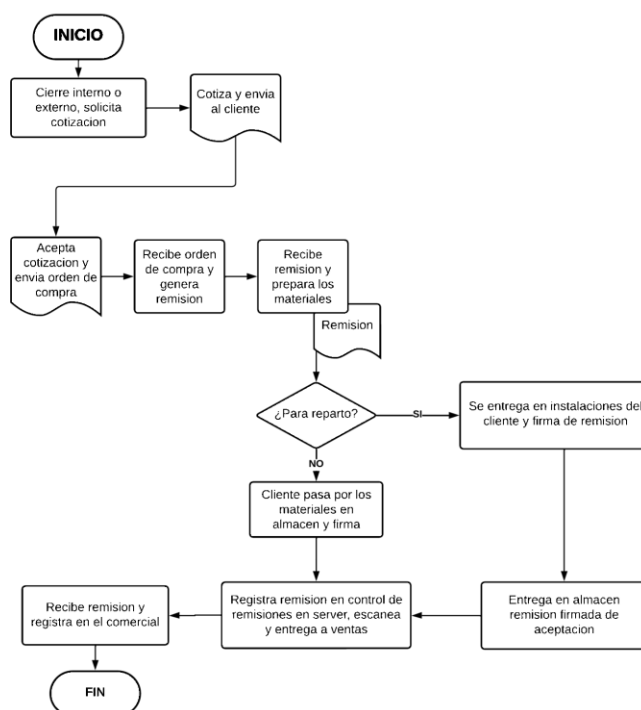 INICIO
Cierre interno o
externo, solicita
cotizacion
Cotiza y envia
al cliente
Acepta
cotizacion y
envia orden de
compra
Recibe orden
de compra y
genera
remision
Recibe
remision y
prepara los
materiales
Remision
¿Para reparto?
SI
Se entrega en instalaciones del
cliente y firma de remision
NO
Cliente pasa por los
materiales en
almacen y firma
Entrega en almacen
remision firmada de
aceptacion
Registra remision en control de
remisiones en server, escanea
y entrega a ventas
Recibe remision y
registra en el comercial
FIN